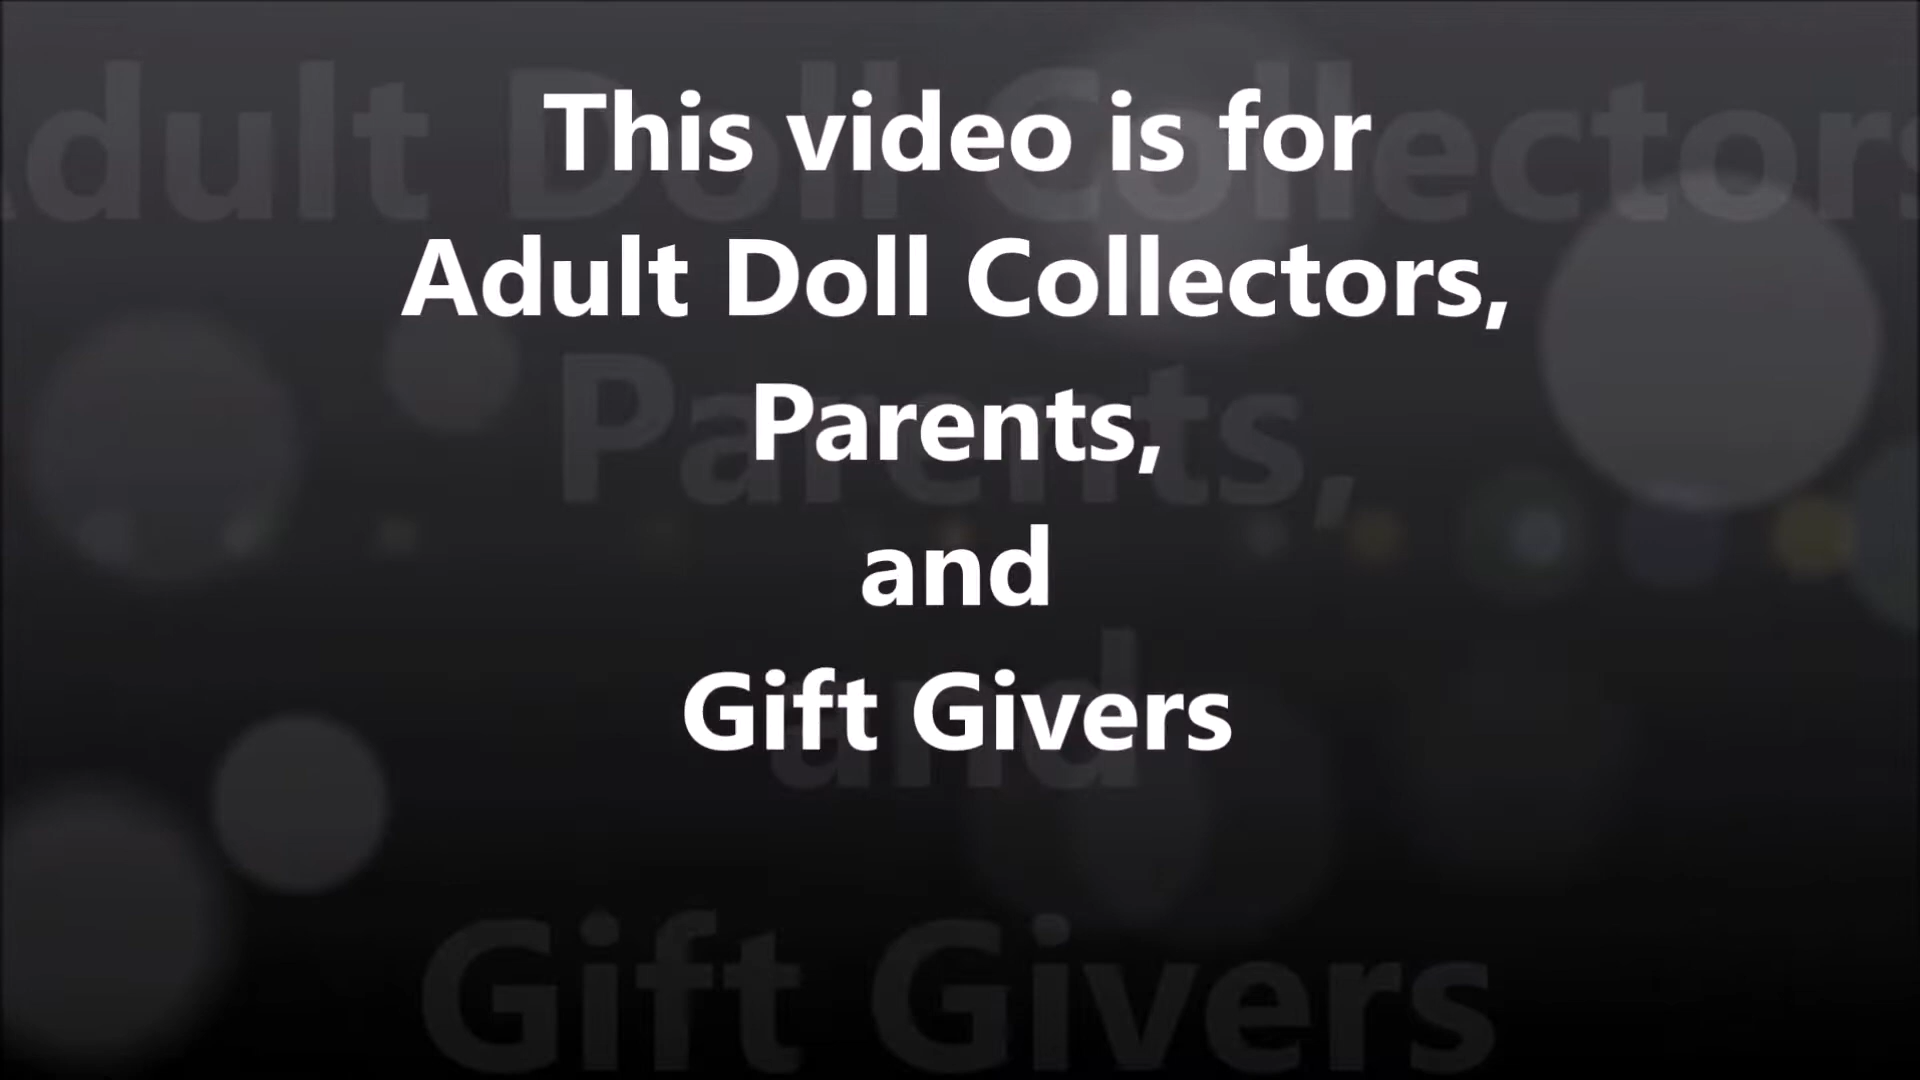 This video is for
Adult Doll Collectors,
Parents,
and
Gift Givers